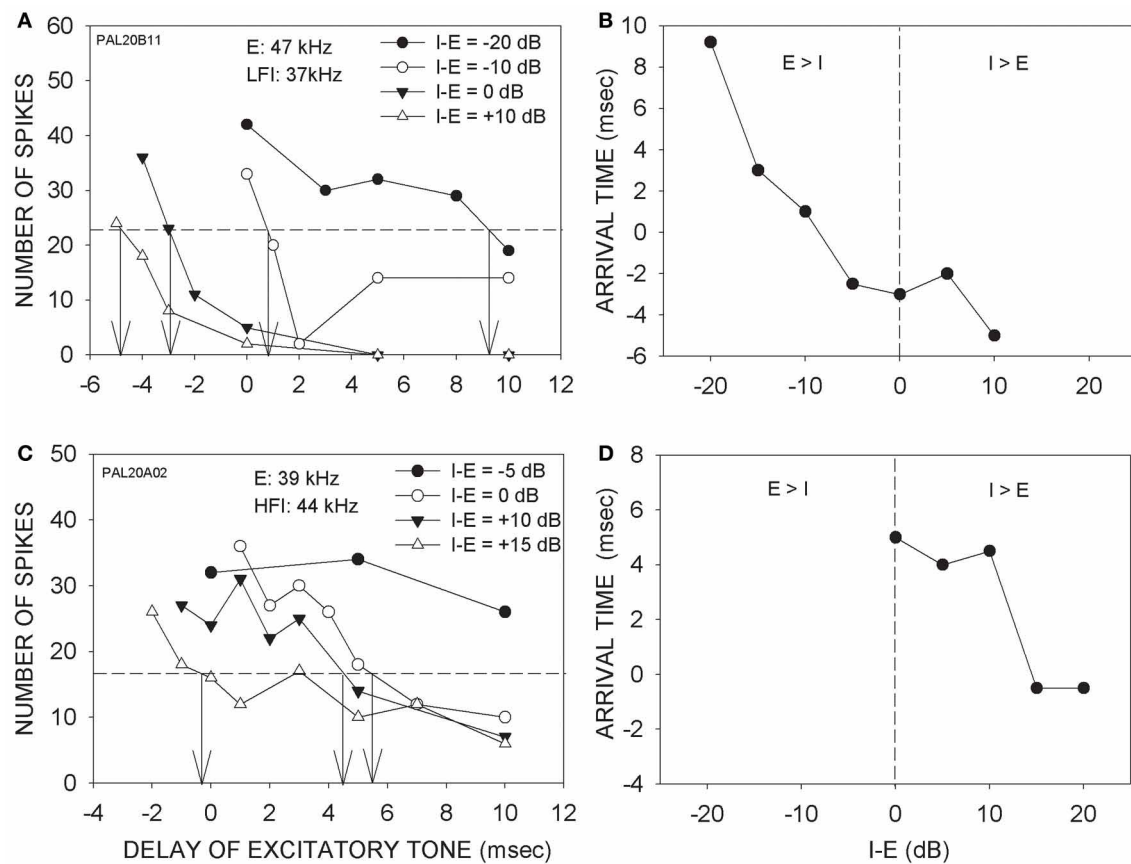 A
60
50
40
30
20
10
0
NUMBER OF SPIKES
PAL20B11
E: 47 kHz
LFI: 37kHz
I-E = -20 dB
I-E = -10 dB
I-E = 0 dB
I-E = +10 dB
-6 -4 -2 0 2 4 6 8 10 12
B
10
8
6
4
2
0
-2
-4
-6
ARRIVAL TIME (msec)
E > I
I > E
-20 -10 0 10 20
C
50
40
30
20
10
0
NUMBER OF SPIKES
PAL20A02
E: 39 kHz
HFI: 44 kHz
I-E = -5 dB
I-E = 0 dB
I-E = +10 dB
I-E = +15 dB
-4 -2 0 2 4 6 8 10 12
DELAY OF EXCITATORY TONE (msec)
D
8
6
4
2
0
-2
-4
ARRIVAL TIME (msec)
E > I
I > E
-20 -10 0 10 20
I-E (dB)